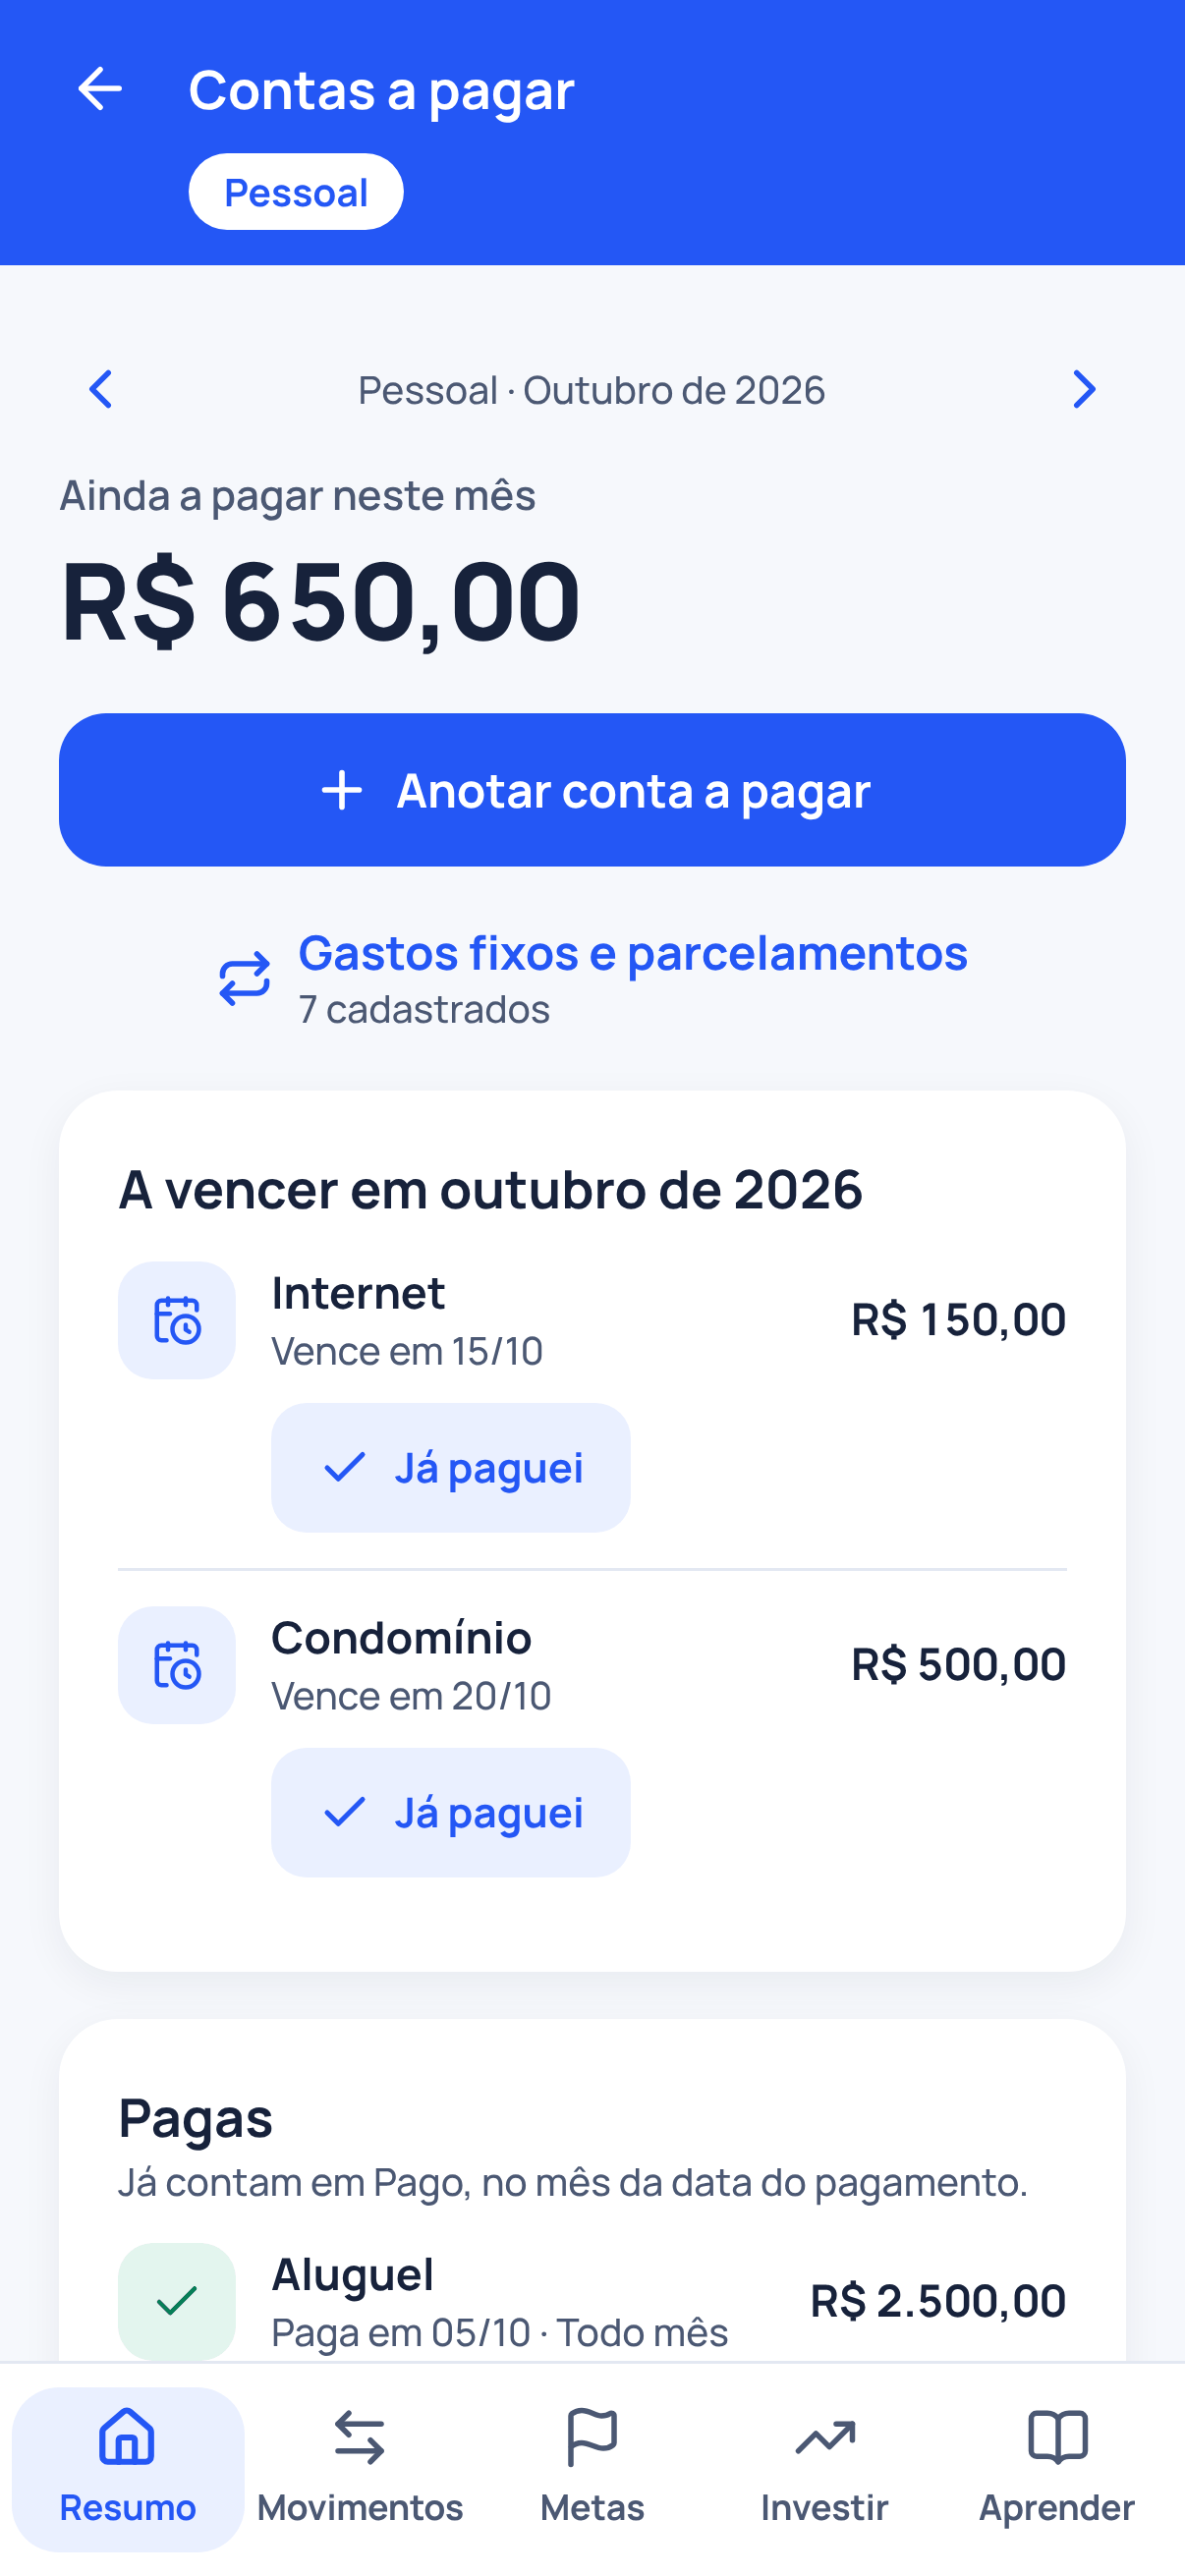 Contas a pagar
Pessoal
Pessoal · Outubro de 2026
Ainda a pagar neste mês
R$ 650,00
Anotar conta a pagar
Gastos fixos e parcelamentos
7 cadastrados
A vencer em outubro de 2026
Internet
R$ 150,00
Vence em 15/10
Já paguei
Condomínio
R$ 500,00
Vence em 20/10
Já paguei
Pagas
Já contam em Pago, no mês da data do pagamento.
Aluguel
R$ 2.500,00
Paga em 05/10 · Todo mês
Resumo
Movimentos
Metas
Investir
Aprender